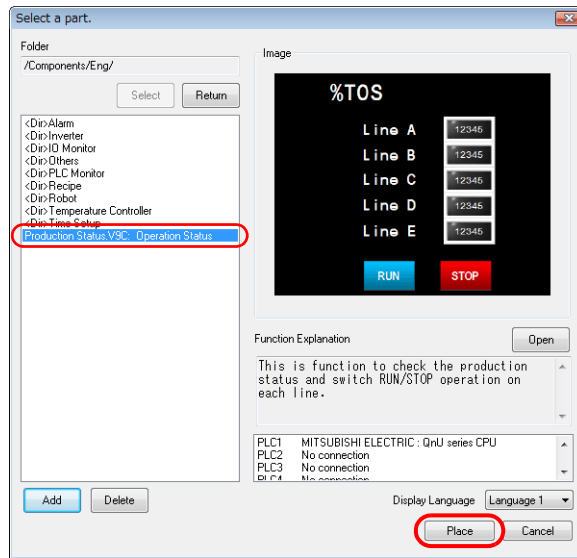 Select a part.
Folder
/Components/Eng/
Select
Return
<Dir>Alarm
<Dir>Inverter
<Dir>IO Monitor
<Dir>Others
<Dir>PLC Monitor
<Dir>Recipe
<Dir>Robot
<Dir>Temperature Controller
<Dir>Time Setup
Production Status.V9C: Operation Status
Add
Delete
Image
%TOS
Line A 12345
Line B 12345
Line C 12345
Line D 12345
Line E 12345
RUN
STOP
Function Explanation
Open
This is function to check the production
status and switch RUN/STOP operation on
each line.
PLC1 MITSUBISHI ELECTRIC : QnU series CPU
PLC2 No connection
PLC3 No connection
PLC4 No connection
Display Language
Language 1
Place
Cancel